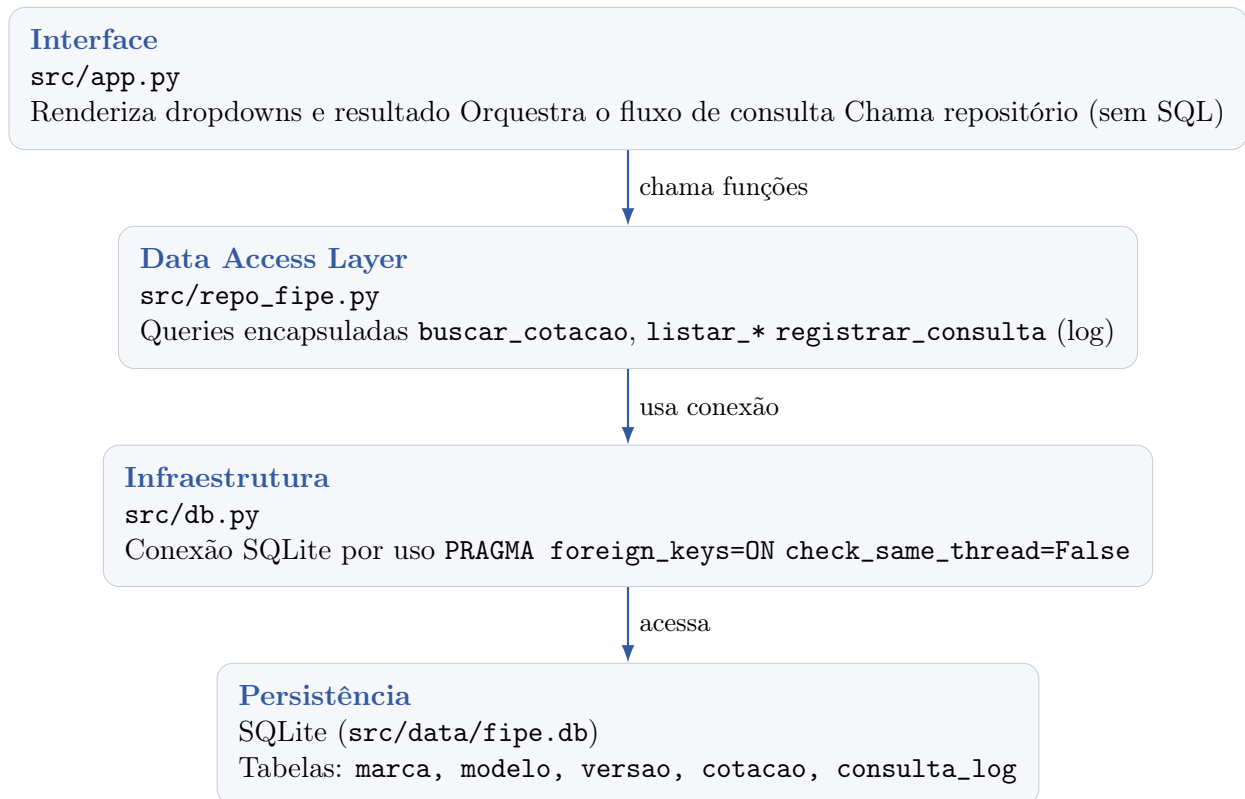 Interface
src/app.py
Renderiza dropdowns e resultado Orquestra o fluxo de consulta Chama repositório (sem SQL)
chama funções
Data Access Layer
src/repo_fipe.py
Queries encapsuladas buscar_cotacao, listar_* registrar_consulta (log)
usa conexão
Infraestrutura
src/db.py
Conexão SQLite por uso PRAGMA foreign_keys=ON check_same_thread=False
acessa
Persistência
SQLite (src/data/fipe.db)
Tabelas: marca, modelo, versao, cotacao, consulta_log